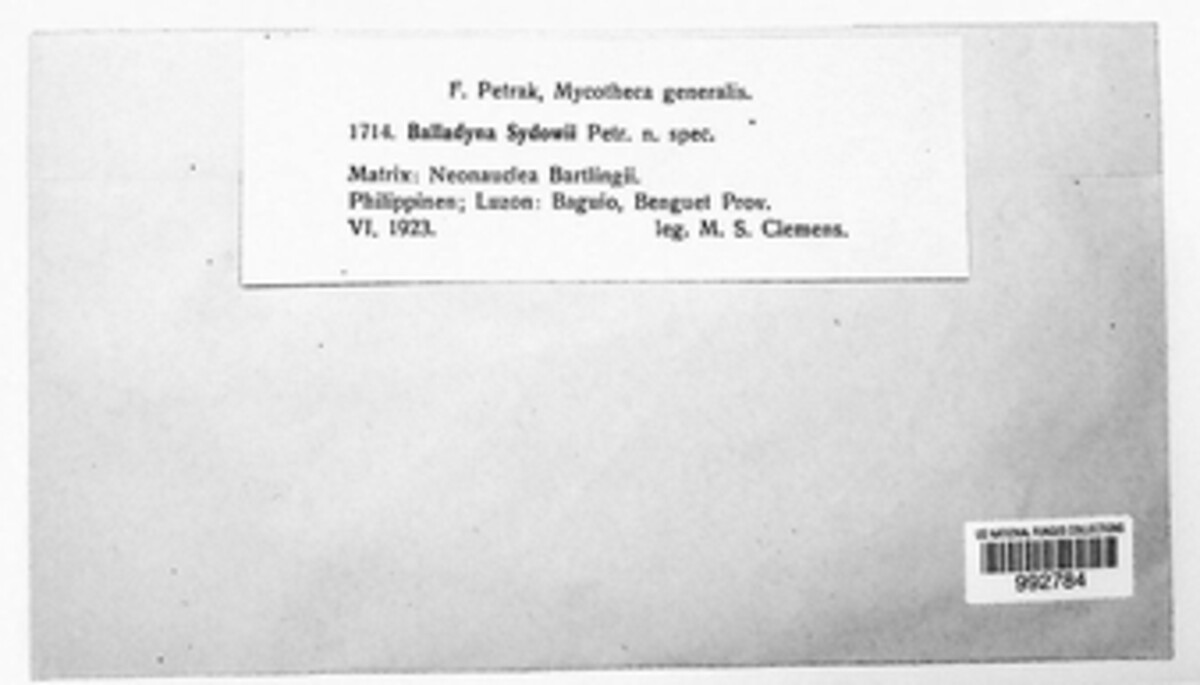 F. Petrak, Mycotheca generalis.
1714. Balladyna Sydowii Petr. n. spec.
Matrix: Neonauclea Bartlingii.
Philippinen; Luzon: Baguio, Benguet Prov.
VI, 1923. leg. M. S. Clemens.
US NATIONAL FUNGUS COLLECTIONS
992784